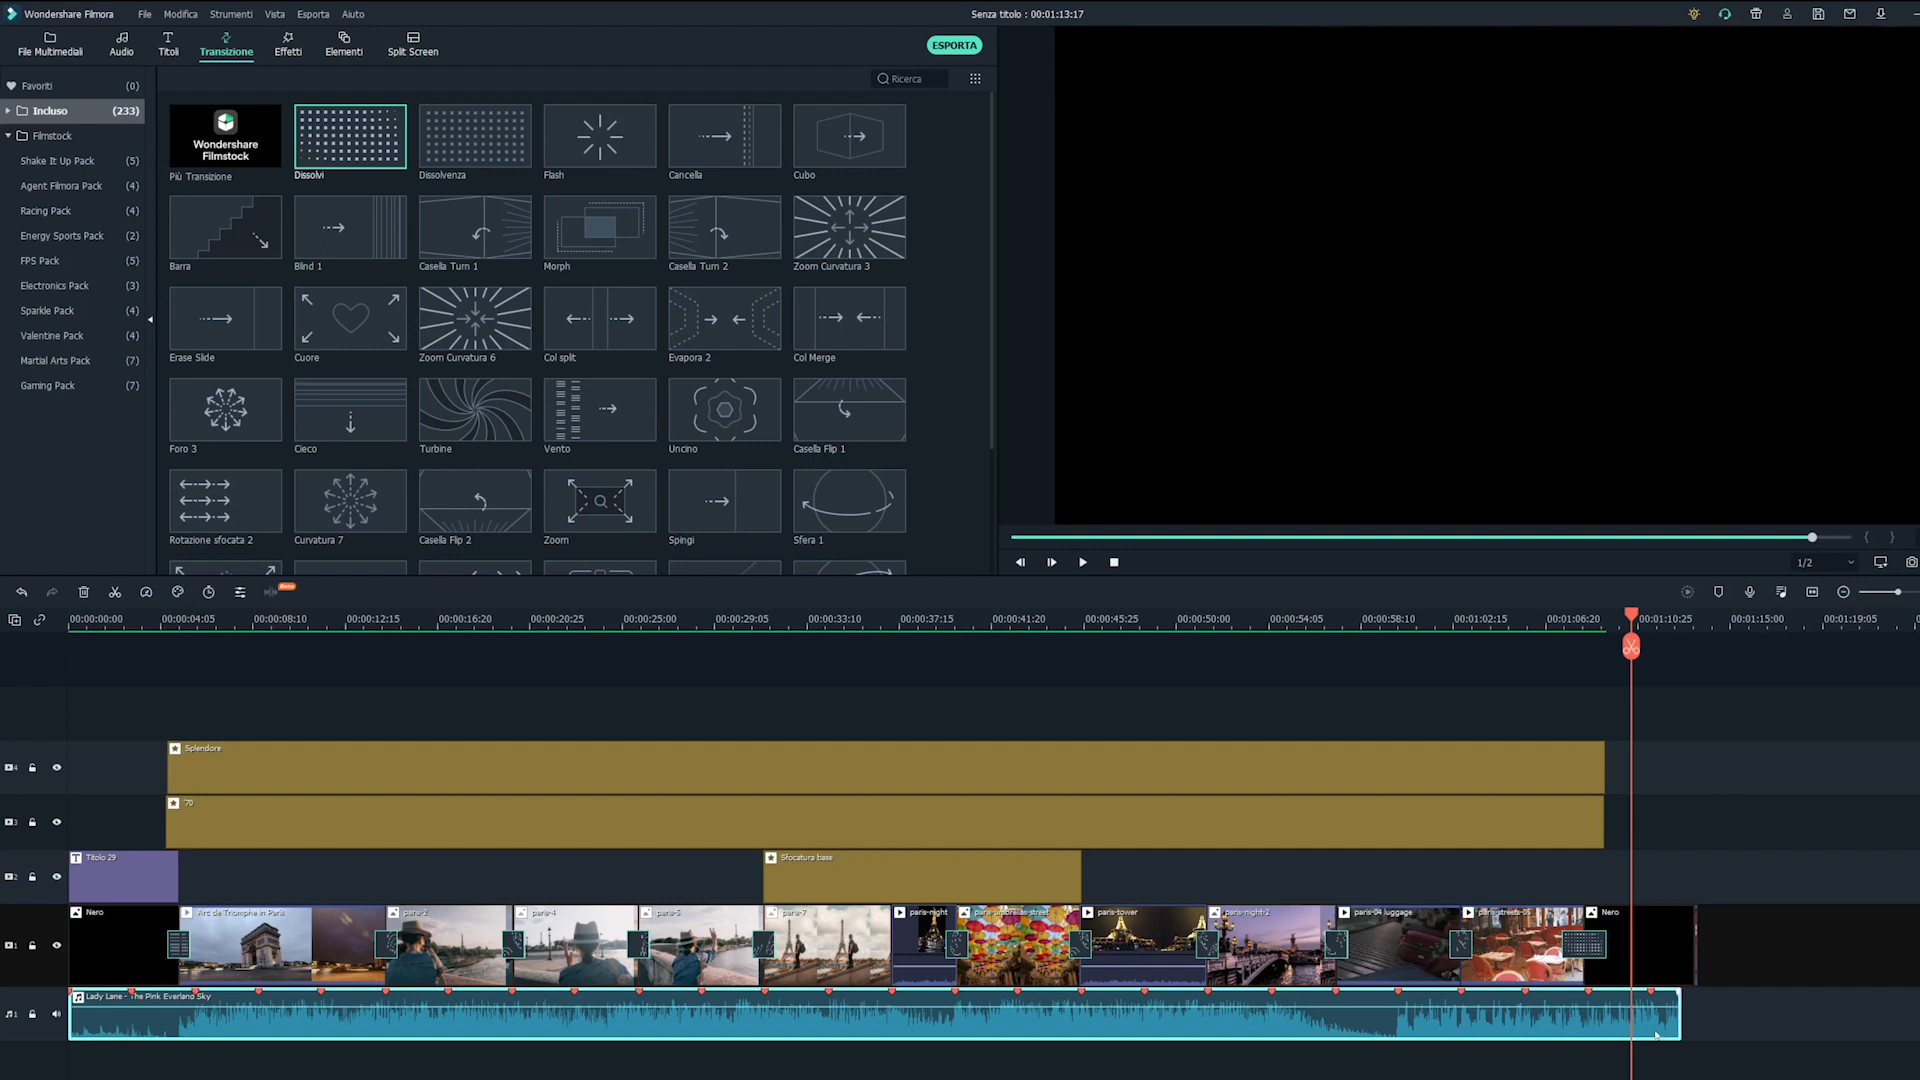 Wondershare Filmora File Modifica Strumenti Vista Esporta Aiuto Senza titolo : 00:01:13:17
File Multimediali Audio Titoli Transizione Effetti Elementi Split Screen ESPORTA
Ricerca
Favoriti (0)
Incluso (233)
Filmstock
Shake It Up Pack (5)
Agent Filmora Pack (4)
Racing Pack (4)
Energy Sports Pack (2)
FPS Pack (5)
Electronics Pack (3)
Sparkle Pack (4)
Valentine Pack (4)
Martial Arts Pack (7)
Gaming Pack (7)
Wondershare
Filmstock
Più Transizione Dissolvi Dissolvenza Flash Cancella Cubo
Barra Blind 1 Casella Turn 1 Morph Casella Turn 2 Zoom Curvatura 3
Erase Slide Cuore Zoom Curvatura 6 Col split Evapora 2 Col Merge
Foro 3 Cieco Turbine Vento Uncino Casella Flip 1
Rotazione sfocata 2 Curvatura 7 Casella Flip 2 Zoom Spingi Sfera 1
{ }
1/2
Beta
00:00:00:00 00:00:04:05 00:00:08:10 00:00:12:15 00:00:16:20 00:00:20:25 00:00:25:00 00:00:29:05 00:00:33:10 00:00:37:15 00:00:41:20 00:00:45:25 00:00:50:00 00:00:54:05 00:00:58:10 00:01:02:15 00:01:06:20 00:01:10:25 00:01:15:00 00:01:19:05
4 Splendore
3 '70
2 T Titolo 29 Sfocatura base
1 Nero Arc de Triomphe in Paris paris-2 paris-4 paris-5 paris-7 paris-night paris-umbrellas-street paris-tower paris-night-2 paris-04 luggage paris-streets-05 Nero
1 Lady Lane - The Pink Everland Sky